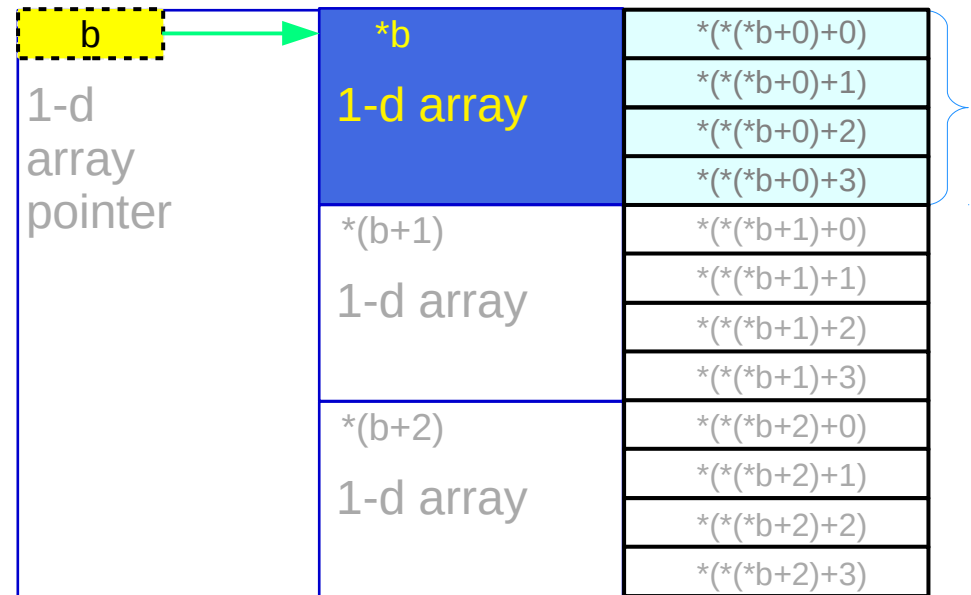 b
1-d
array
pointer
*b
1-d array
*(b+1)
1-d array
*(b+2)
1-d array
*(*(*b+0)+0)
*(*(*b+0)+1)
*(*(*b+0)+2)
*(*(*b+0)+3)
*(*(*b+1)+0)
*(*(*b+1)+1)
*(*(*b+1)+2)
*(*(*b+1)+3)
*(*(*b+2)+0)
*(*(*b+2)+1)
*(*(*b+2)+2)
*(*(*b+2)+3)